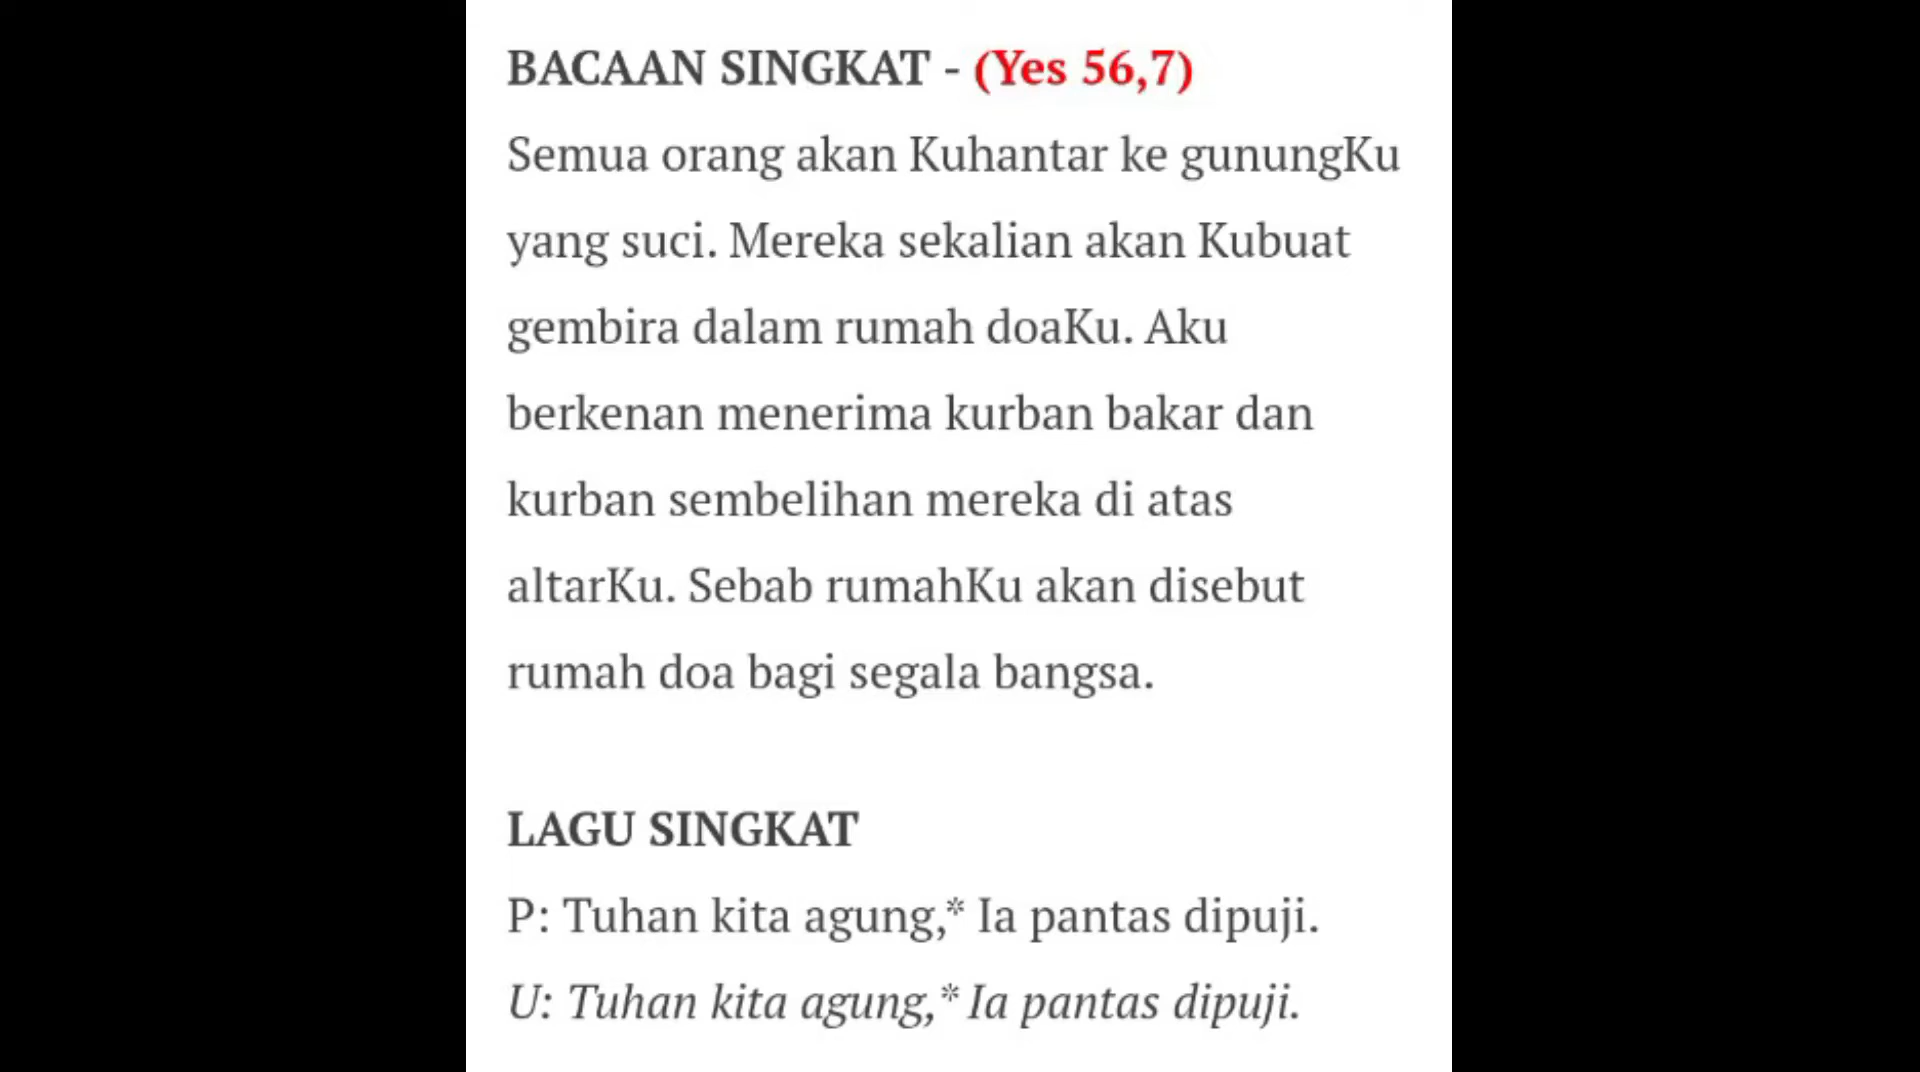 BACAAN SINGKAT - (Yes 56,7)
Semua orang akan Kuhantar ke gunungKu
yang suci. Mereka sekalian akan Kubuat
gembira dalam rumah doaKu. Aku
berkenan menerima kurban bakar dan
kurban sembelihan mereka di atas
altarKu. Sebab rumahKu akan disebut
rumah doa bagi segala bangsa.
LAGU SINGKAT
P: Tuhan kita agung,* Ia pantas dipuji.
U: Tuhan kita agung,* Ia pantas dipuji.